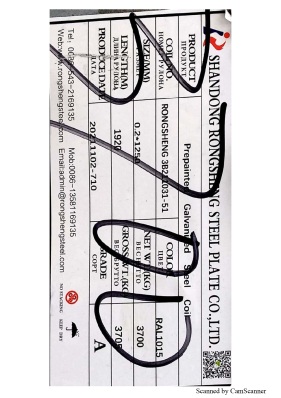 SHANDONG RONGSHENG STEEL PLATE CO.,LTD.
PRODUCT ПРОДУКТ Prepainted Galvanized Steel Coil
COIL NO. НОМЕР РУЛОНА RONGSHENG 3B211031-51 COLOR ЦВЕТ RAL1015
SIZE(MM) РАЗМЕР 0.2*1250 NET WT.(KG) ВЕС НЕТТО 3700
LENGTH(M) ДЛИНА РУЛОНА 1920 GROSS WT.(KG) ВЕС БРУТТО 3705
PRODUCE DATE ДАТА 20211102-710 GRADE СОРТ A
Tel: 0086-543-2169135 Mob:0086-13581169135
Web:www.rongshengsteel.com Email:admin@rongshengsteel.com NO STACKING KEEP DRY
3700
Scanned by CamScanner